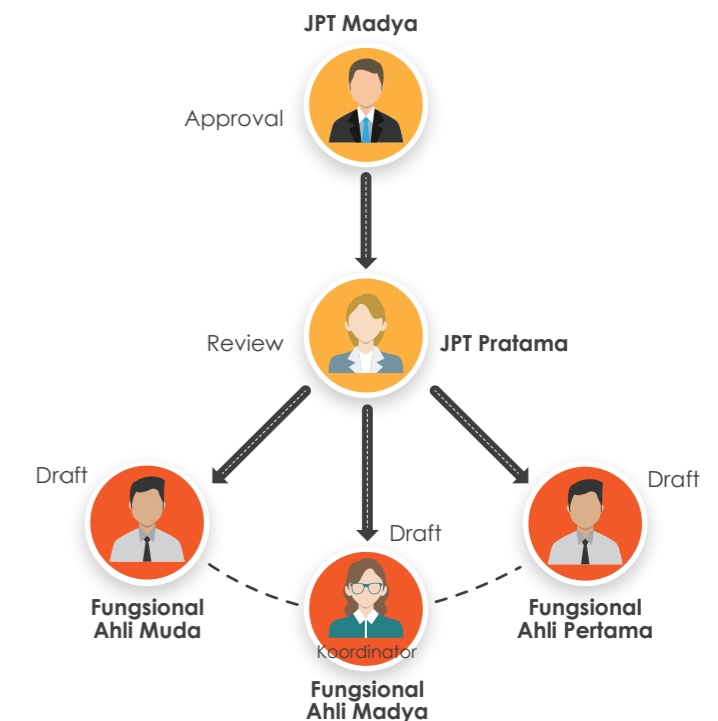 JPT Madya
Approval
Review
JPT Pratama
Draft
Draft
Draft
Fungsional
Ahli Muda
Koordinator
Fungsional
Ahli Madya
Fungsional
Ahli Pertama